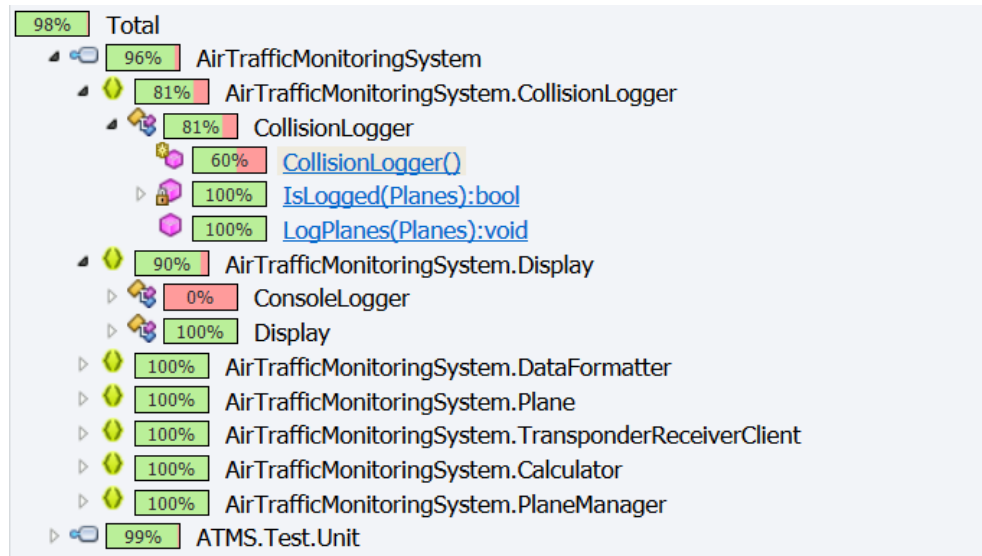 98% Total
96% AirTrafficMonitoringSystem
81% AirTrafficMonitoringSystem.CollisionLogger
81% CollisionLogger
60% CollisionLogger()
100% IsLogged(Planes):bool
100% LogPlanes(Planes):void
90% AirTrafficMonitoringSystem.Display
0% ConsoleLogger
100% Display
100% AirTrafficMonitoringSystem.DataFormatter
100% AirTrafficMonitoringSystem.Plane
100% AirTrafficMonitoringSystem.TransponderReceiverClient
100% AirTrafficMonitoringSystem.Calculator
100% AirTrafficMonitoringSystem.PlaneManager
99% ATMS.Test.Unit